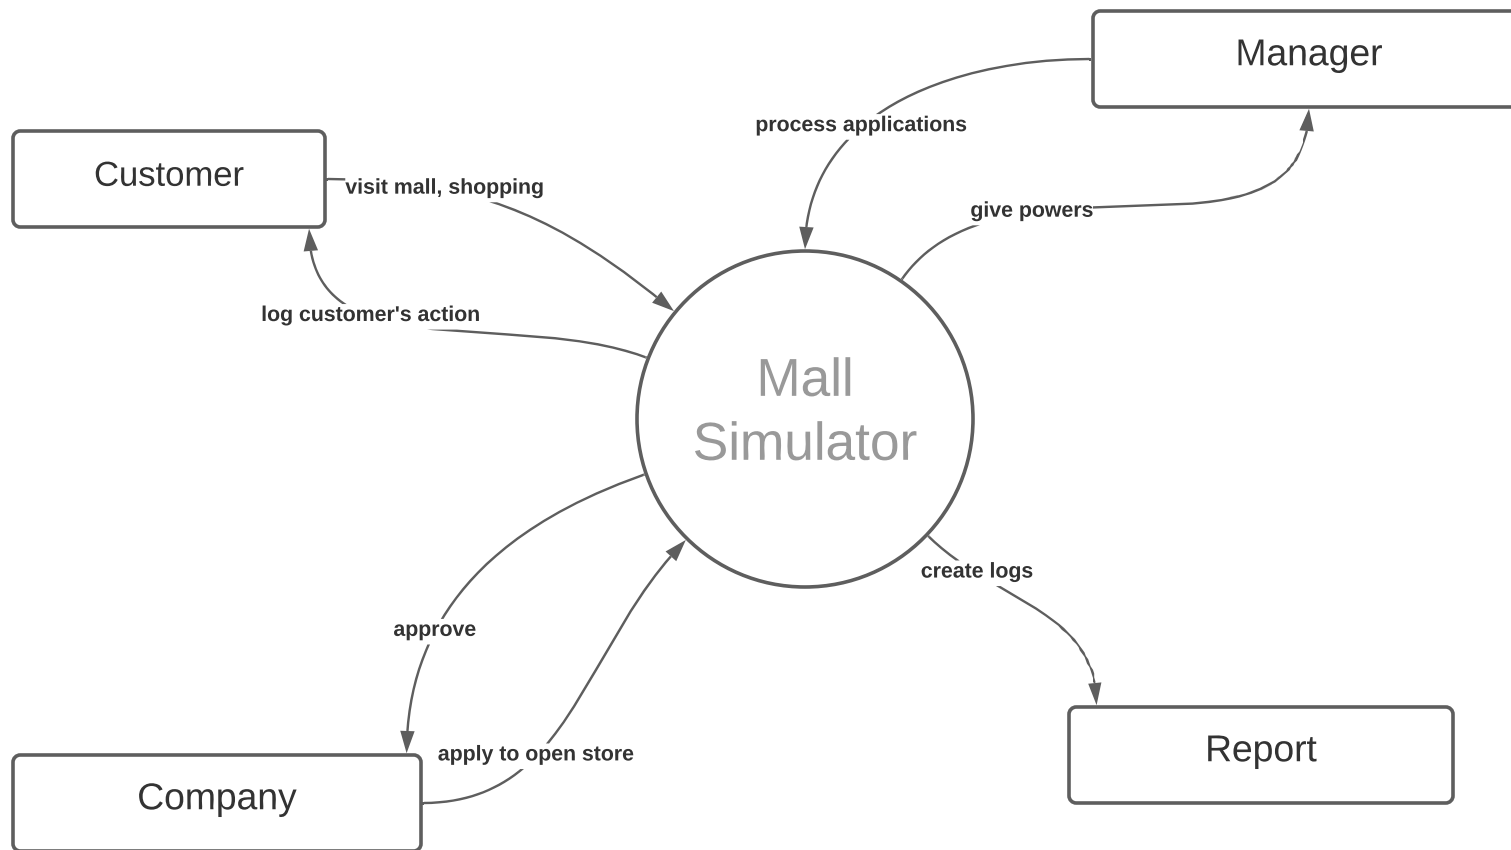 Manager
process applications
Customer
visit mall, shopping
give powers
log customer's action
Mall
Simulator
create logs
approve
apply to open store
Report
Company